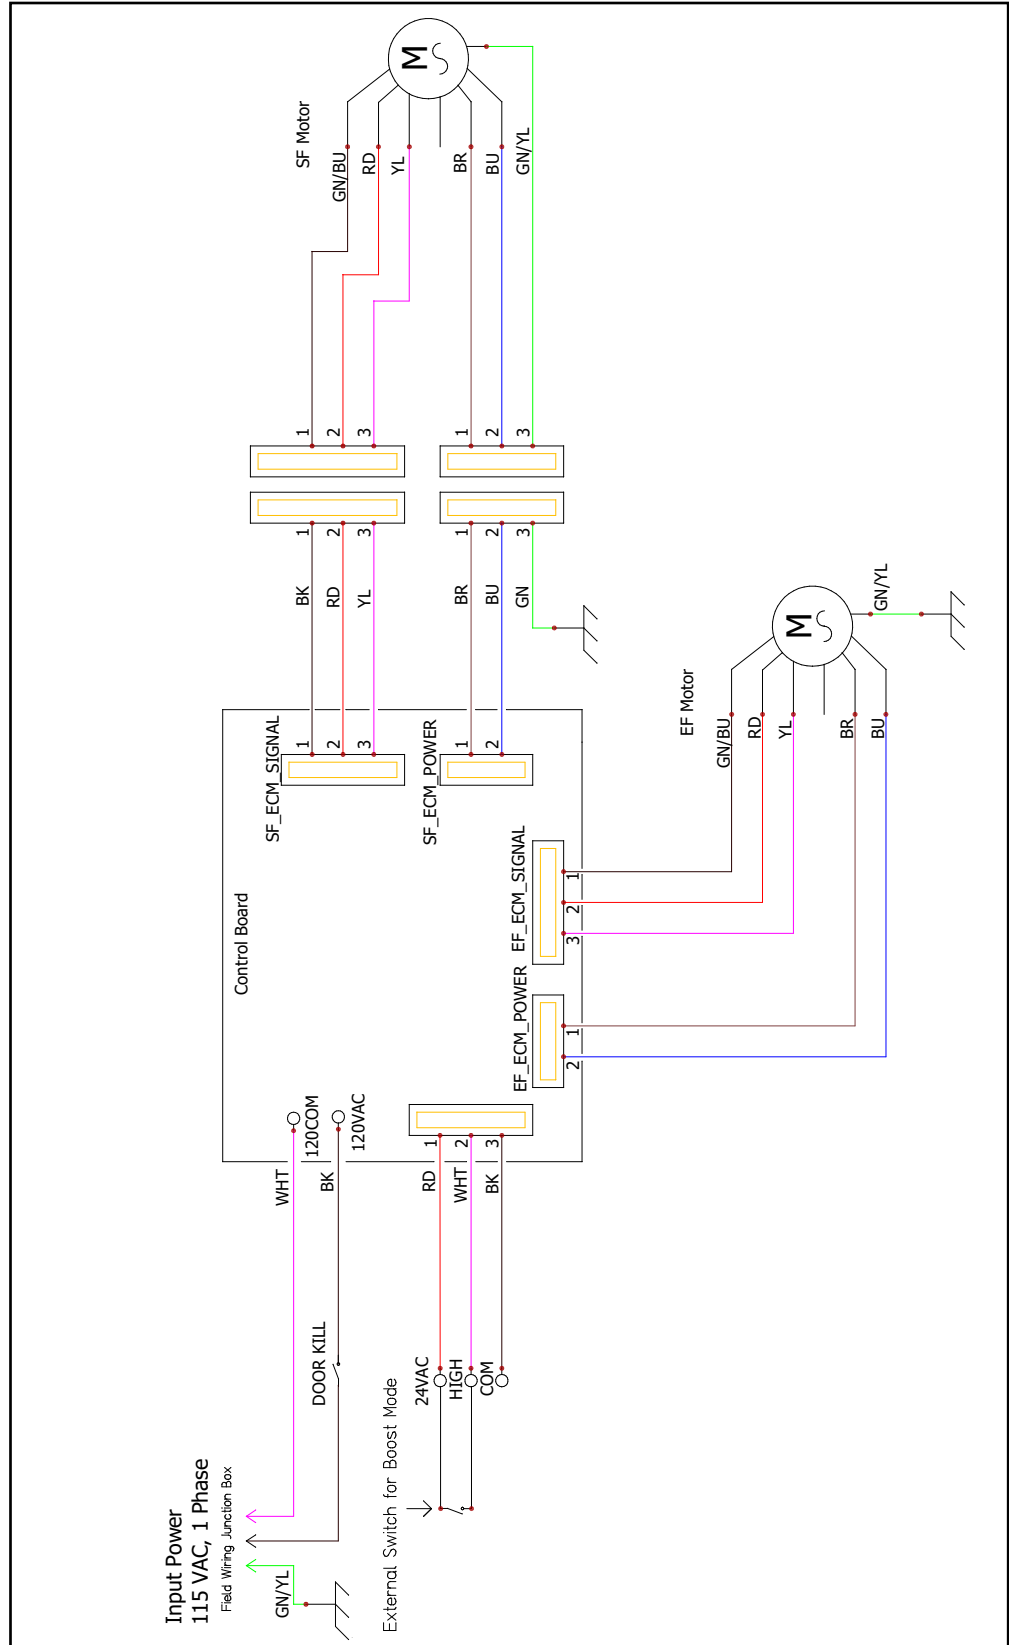 Input Power
115 VAC, 1 Phase
Field Wiring Junction Box
GN/YL
WHT
BK
DOOR KILL
120COM
120VAC
External Switch for Boost Mode
24VAC
HIGH
COM
RD
WHT
BK
1
2
3
Control Board
SF_ECM_SIGNAL
1
2
3
SF_ECM_POWER
1
2
EF_ECM_SIGNAL
1
2
3
EF_ECM_POWER
1
2
BK
RD
YL
BR
BU
GN
1
2
3
1
2
3
1
2
3
1
2
3
SF Motor
GN/BU
RD
YL
BR
BU
GN/YL
M
EF Motor
GN/BU
RD
YL
BR
BU
GN/YL
M